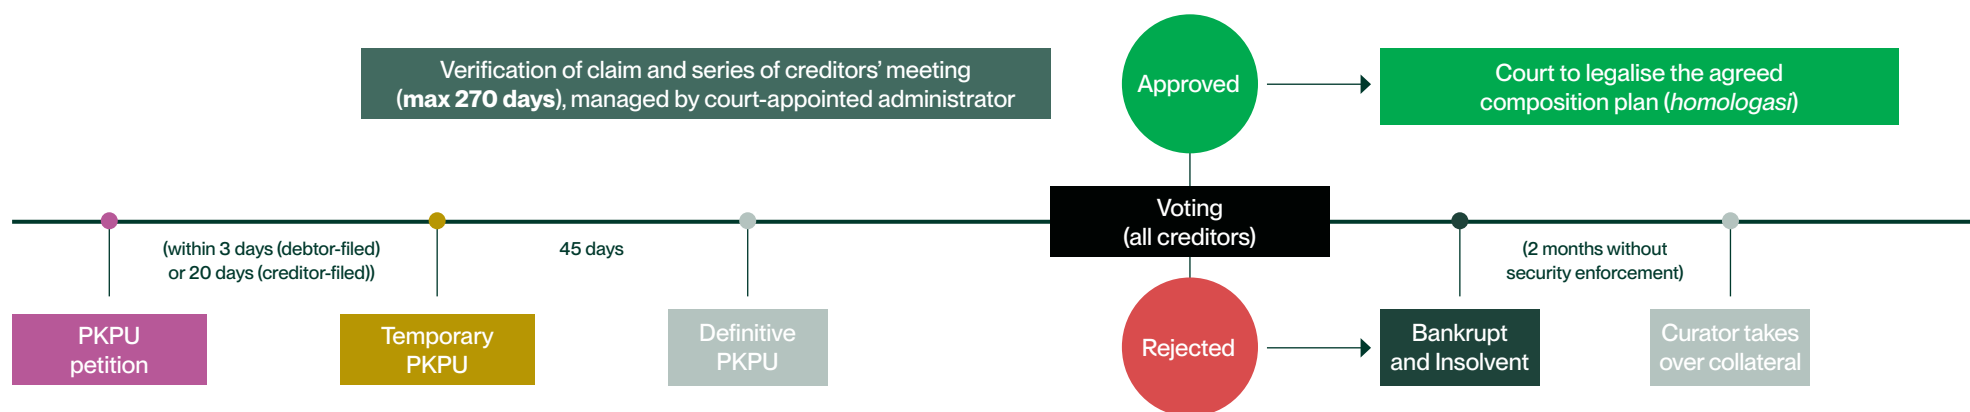 Verification of claim and series of creditors’ meeting
(max 270 days), managed by court-appointed administrator
Approved
Court to legalise the agreed
composition plan (homologasi)
(within 3 days (debtor-filed)
or 20 days (creditor-filed))
45 days
Voting
(all creditors)
(2 months without
security enforcement)
PKPU
petition
Temporary
PKPU
Definitive
PKPU
Rejected
Bankrupt
and Insolvent
Curator takes
over collateral